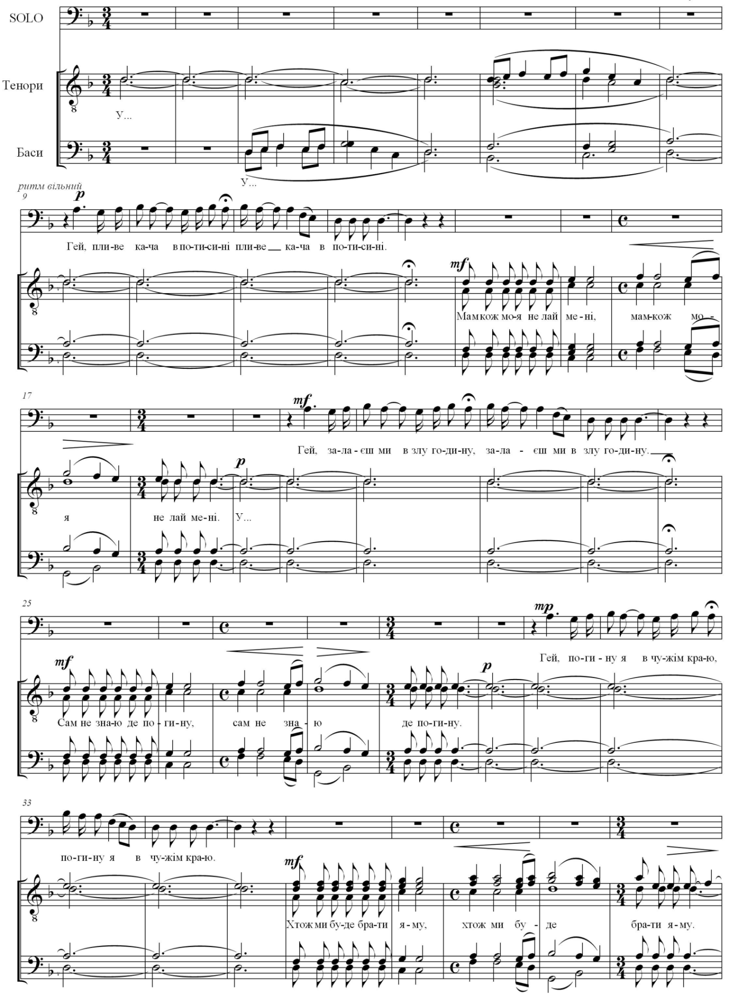 SOLO
Тенори
У...
Баси
У...
ритм вільний
9
p
Гей, пли-ве ка-ча в по-ти-си-ні пли-ве ка-ча в по-ти-си-ні.
mf
Мам кож мо-я не лай ме-ні, мам-кож мо-
17
mf
Гей, за-ла-єш ми в злу го-ди-ну, за-ла-єш ми в злу го-ди-ну.
p
я не лай ме-ні. У...
25
mp
Гей, по-ги-ну я в чу-жім кра-ю,
mf
p
Сам не зна-ю де по-ги-ну, сам не зна-ю де по-ги-ну.
33
по-ги-ну я в чу-жім кра-ю.
mf
Хтож ми бу-де бра-ти я-му, хтож ми бу-де бра-ти я-му.